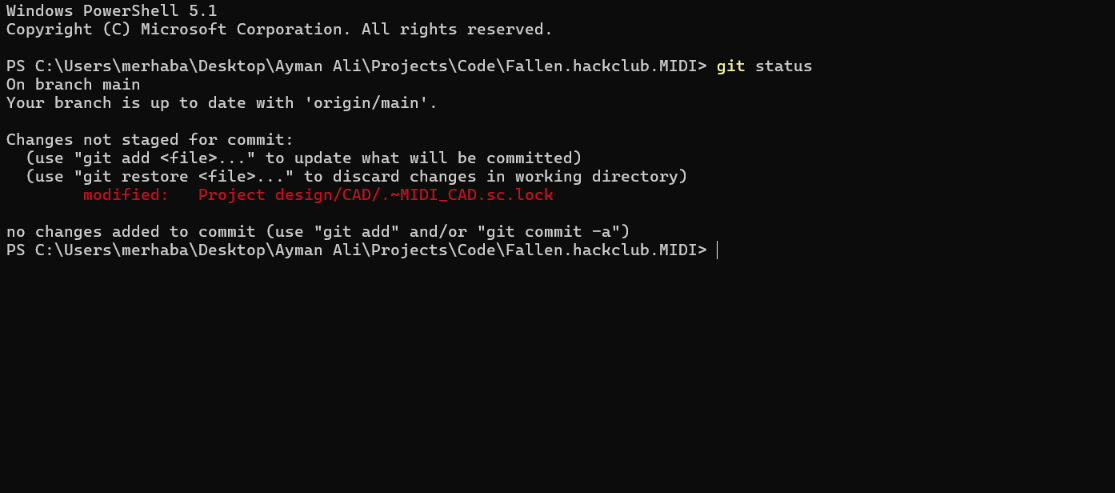 Windows PowerShell 5.1
Copyright (C) Microsoft Corporation. All rights reserved.
PS C:\Users\merhaba\Desktop\Ayman Ali\Projects\Code\Fallen.hackclub.MIDI> git status
On branch main
Your branch is up to date with 'origin/main'.
Changes not staged for commit:
  (use "git add <file>..." to update what will be committed)
  (use "git restore <file>..." to discard changes in working directory)
        modified:   Project design/CAD/.~MIDI_CAD.sc.lock
no changes added to commit (use "git add" and/or "git commit -a")
PS C:\Users\merhaba\Desktop\Ayman Ali\Projects\Code\Fallen.hackclub.MIDI>